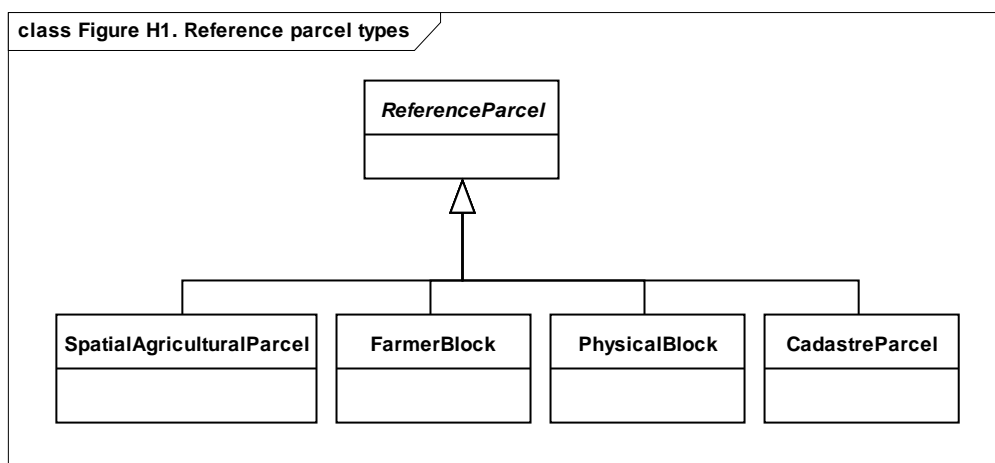 class Figure H1. Reference parcel types
ReferenceParcel
SpatialAgriculturalParcel
FarmerBlock
PhysicalBlock
CadastreParcel